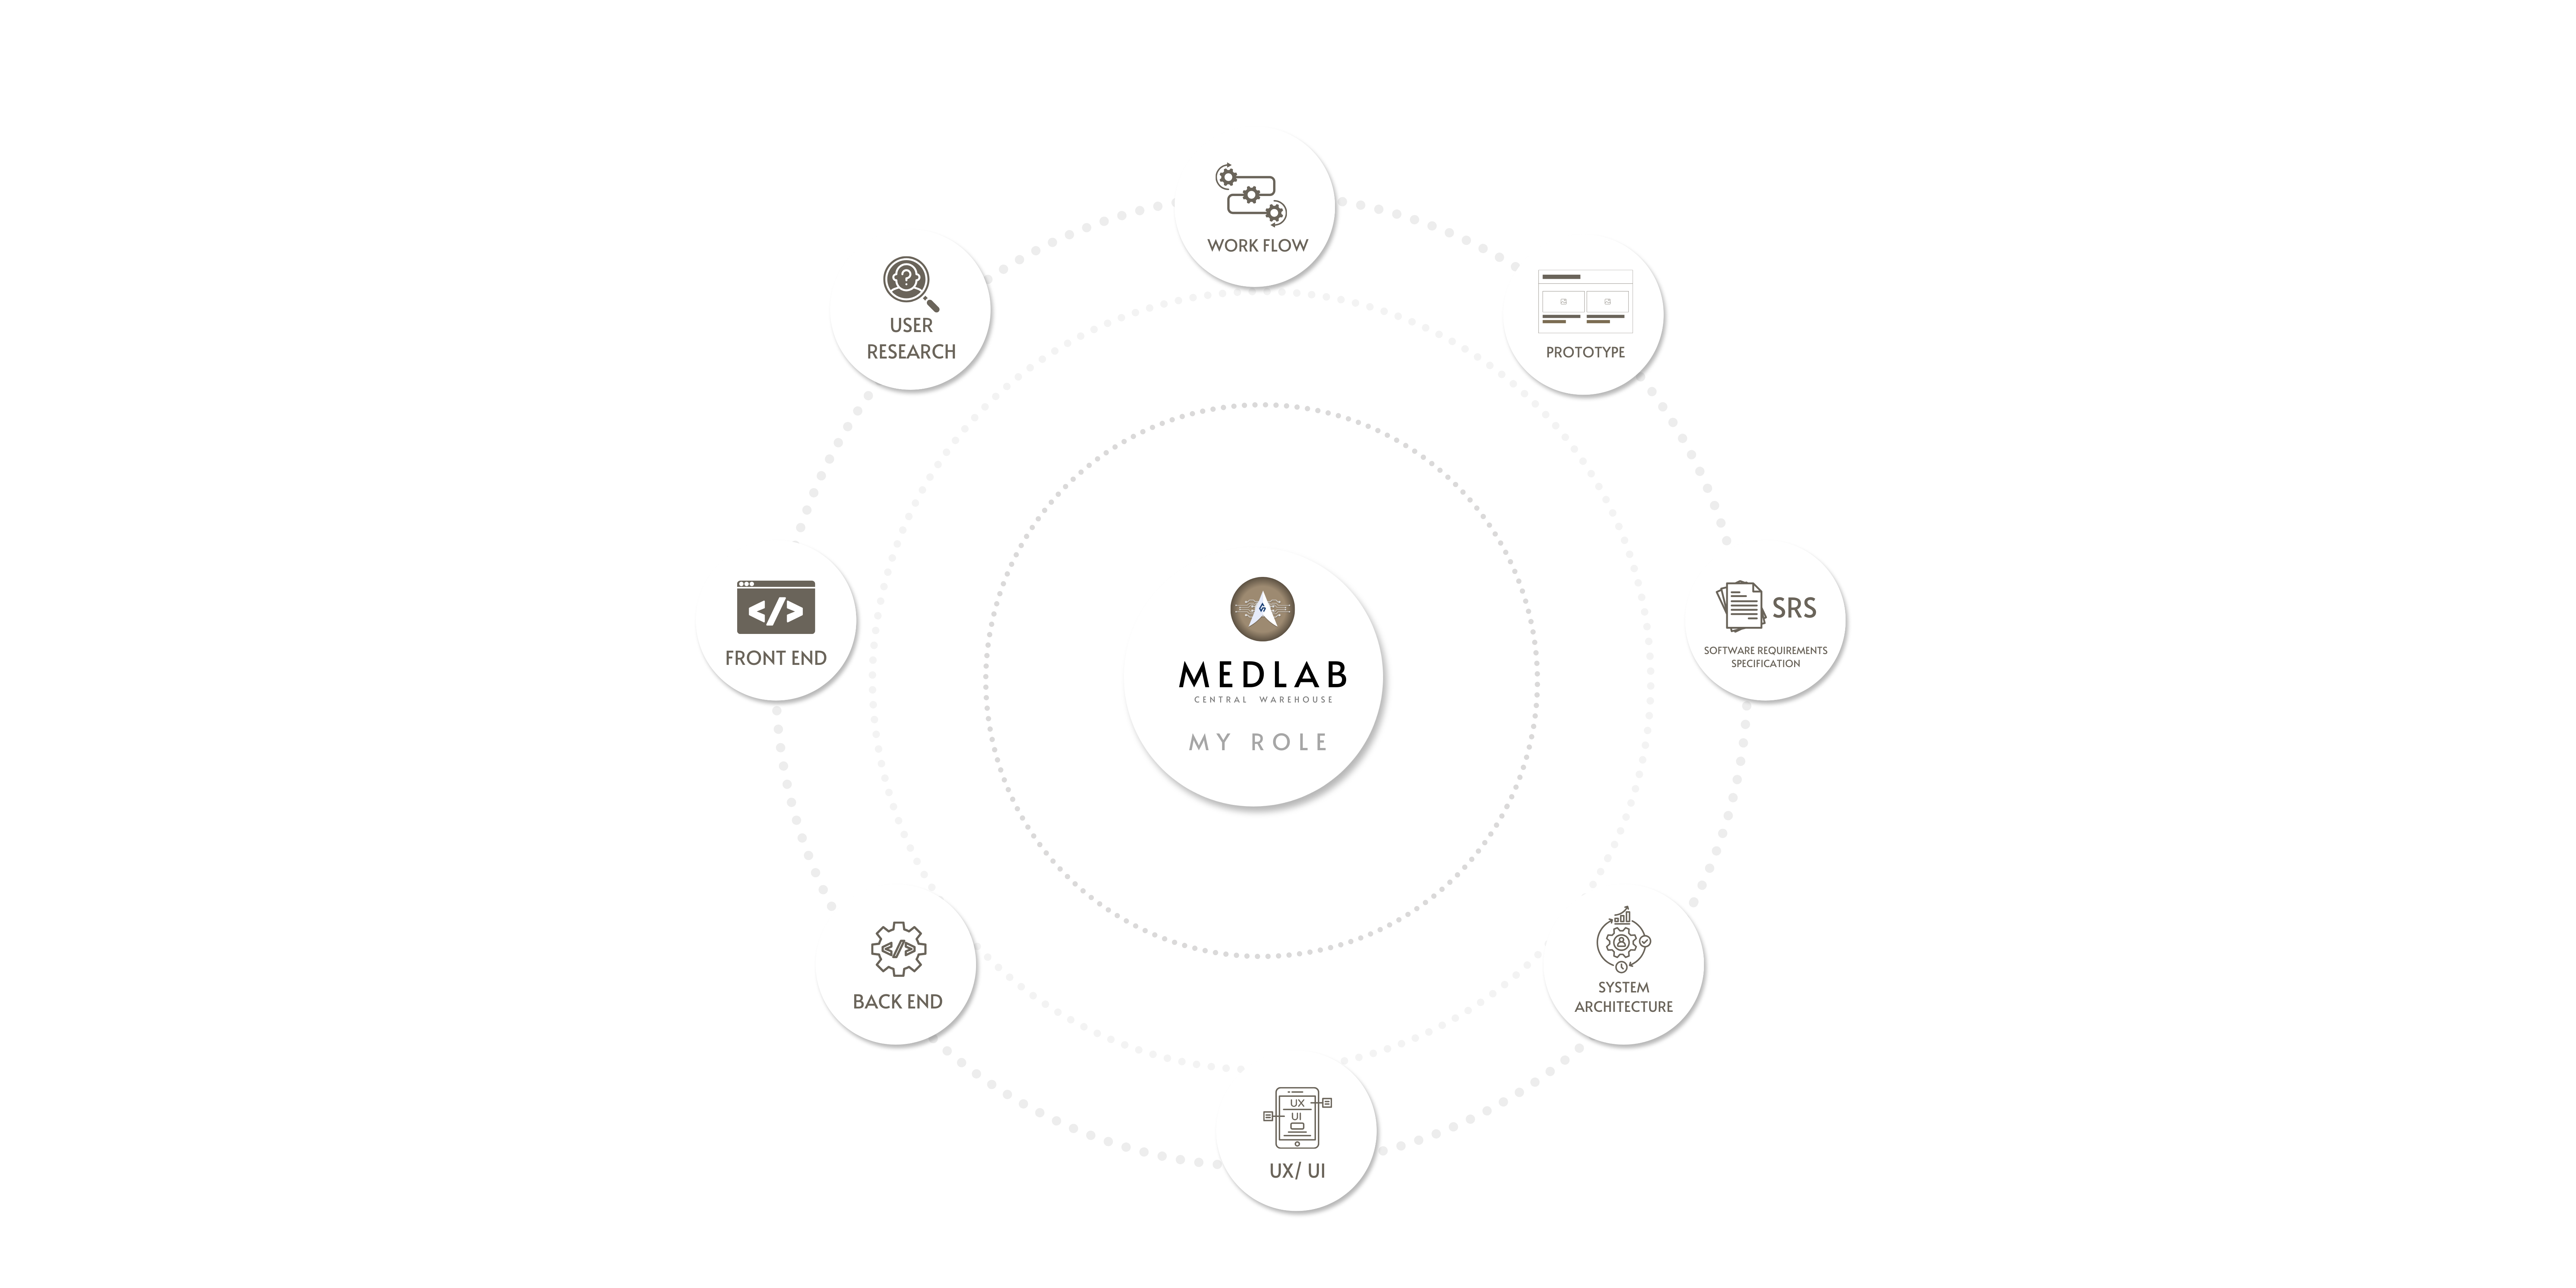 WORK FLOW
USER
RESEARCH
PROTOTYPE
FRONT END
SRS
SOFTWARE REQUIREMENTS
SPECIFICATION
MEDLAB
CENTRAL WAREHOUSE
MY ROLE
BACK END
SYSTEM
ARCHITECTURE
UX
UI
UX/ UI